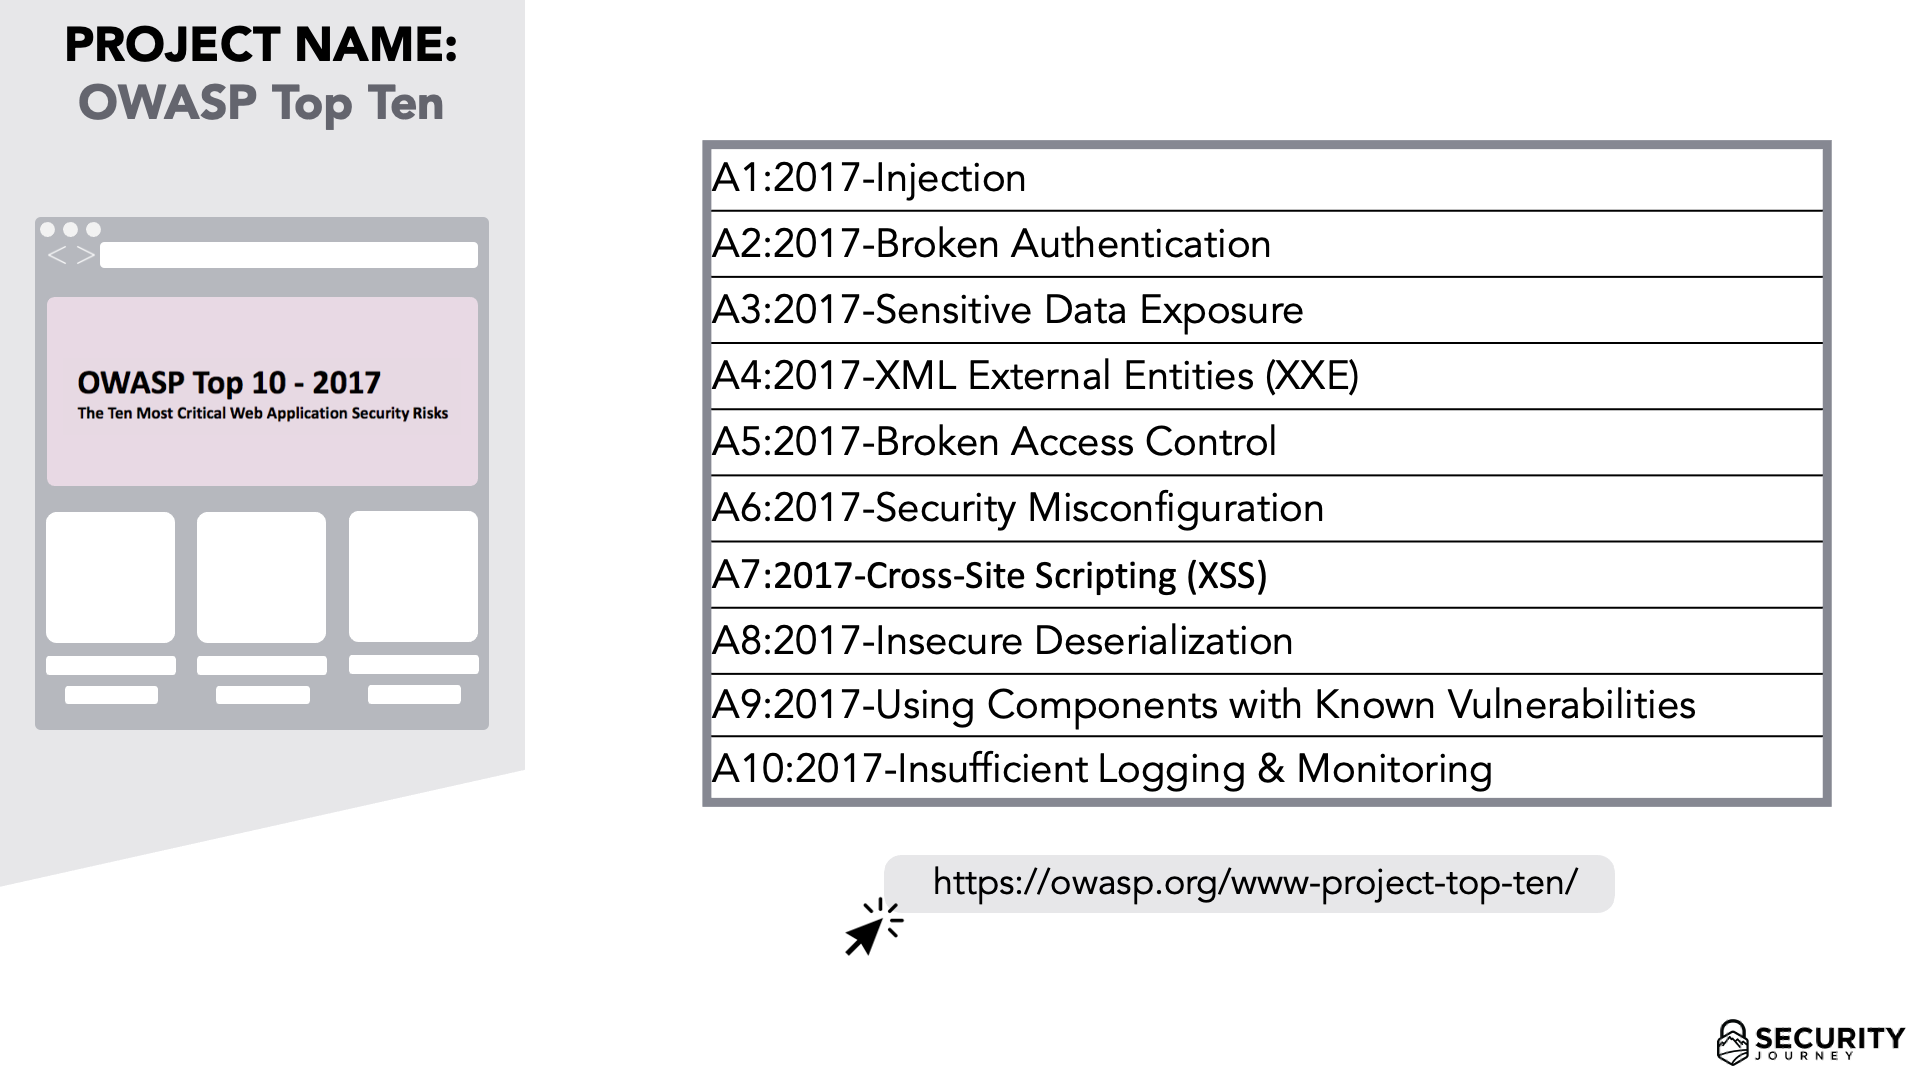 PROJECT NAME:
OWASP Top Ten
OWASP Top 10 - 2017
The Ten Most Critical Web Application Security Risks
A1:2017-Injection
A2:2017-Broken Authentication
A3:2017-Sensitive Data Exposure
A4:2017-XML External Entities (XXE)
A5:2017-Broken Access Control
A6:2017-Security Misconfiguration
A7:2017-Cross-Site Scripting (XSS)
A8:2017-Insecure Deserialization
A9:2017-Using Components with Known Vulnerabilities
A10:2017-Insufficient Logging & Monitoring
https://owasp.org/www-project-top-ten/
SECURITY
JOURNEY